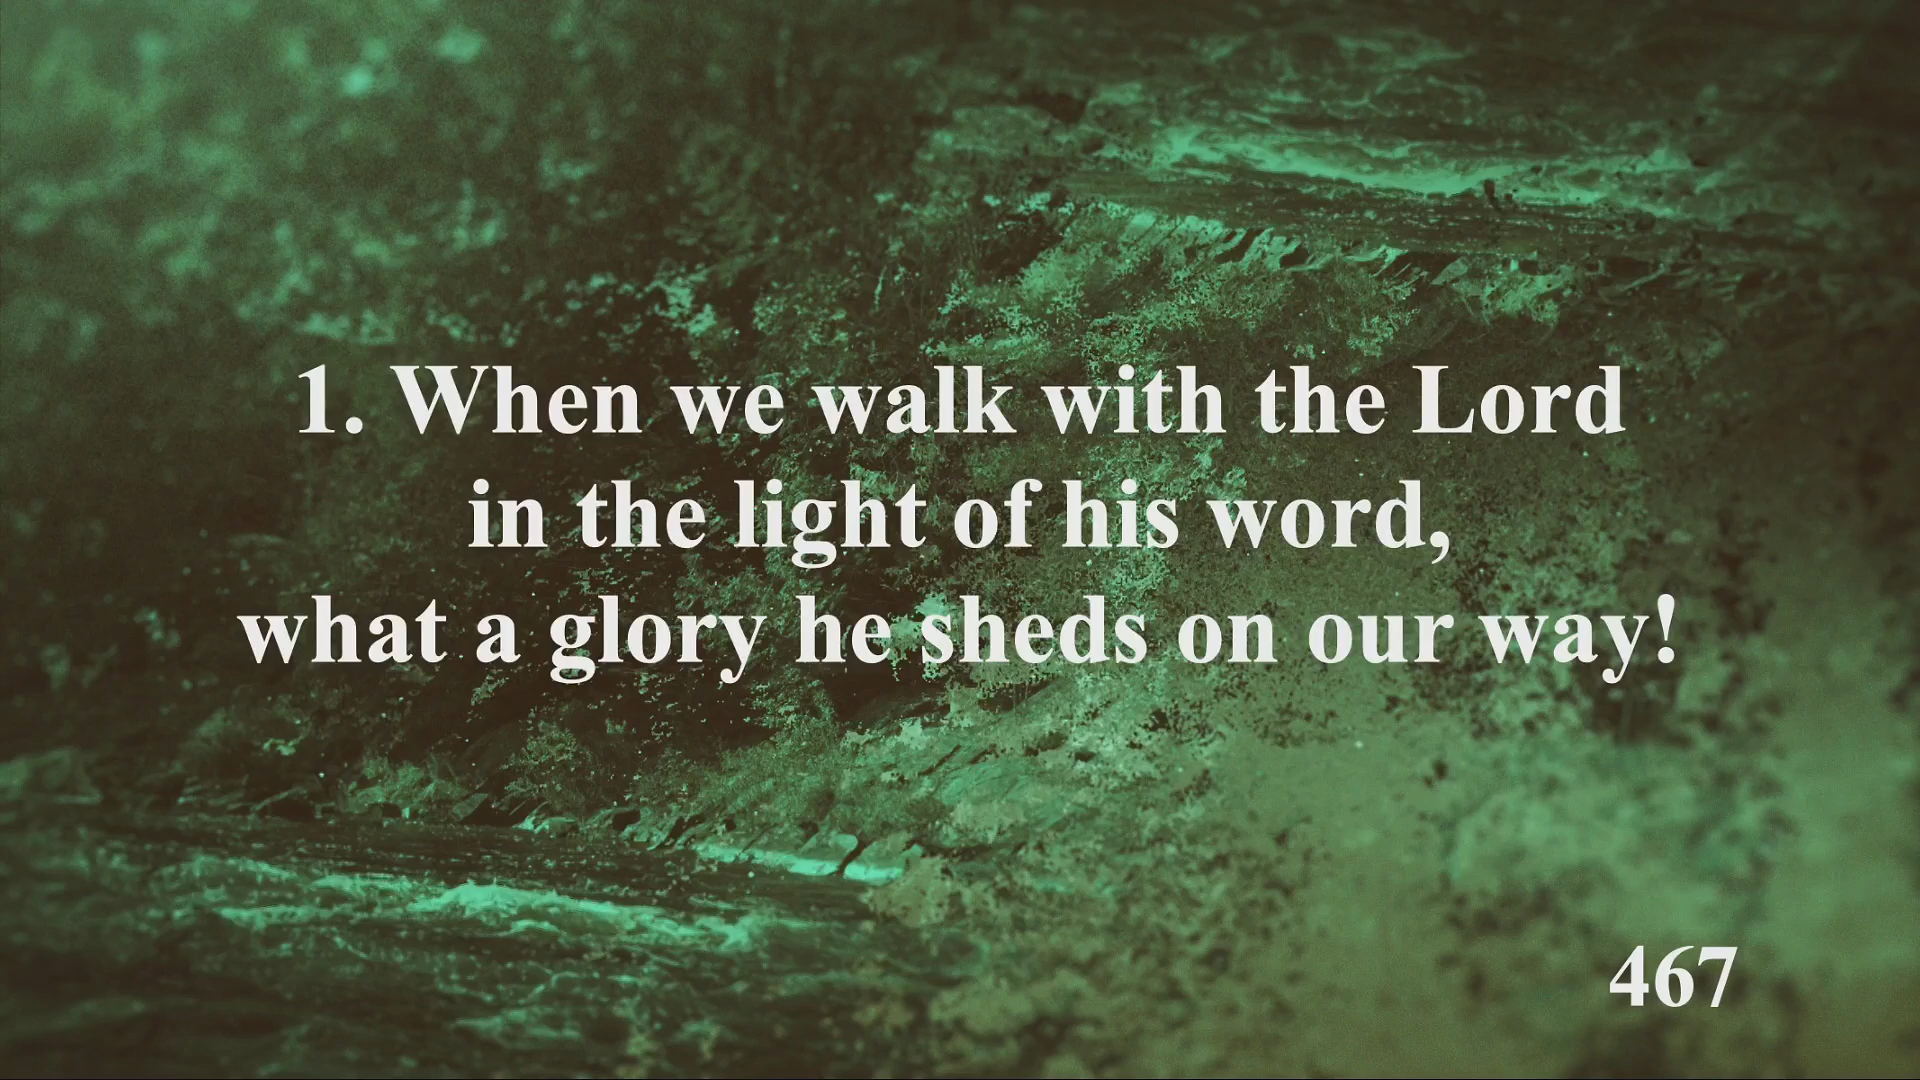 1. When we walk with the Lord
in the light of his word,
what a glory he sheds on our way!
467